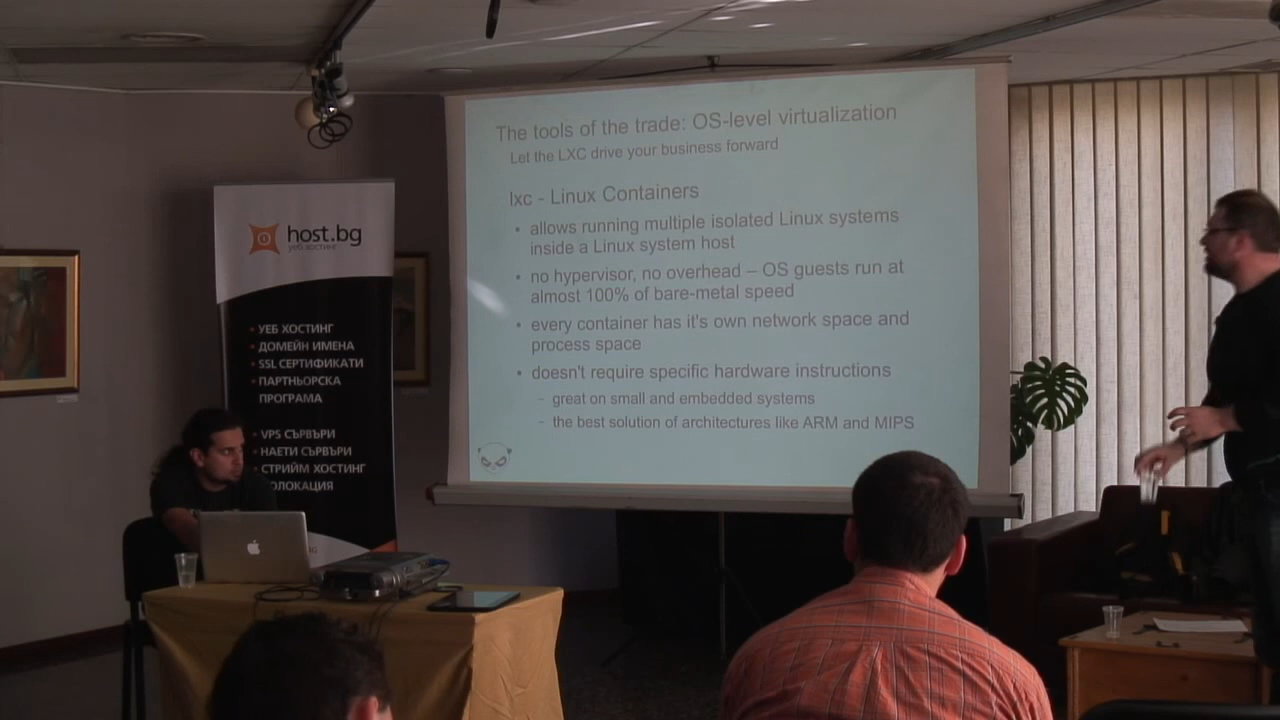 The tools of the trade: OS-level virtualization
Let the LXC drive your business forward
lxc - Linux Containers
• allows running multiple isolated Linux systems
inside a Linux system host
• no hypervisor, no overhead – OS guests run at
almost 100% of bare-metal speed
• every container has it's own network space and
process space
• doesn't require specific hardware instructions
– great on small and embedded systems
– the best solution of architectures like ARM and MIPS
host.bg
уеб хостинг
• УЕБ ХОСТИНГ
• ДОМЕЙН ИМЕНА
• SSL СЕРТИФИКАТИ
• ПАРТНЬОРСКА
ПРОГРАМА
• VPS СЪРВЪРИ
• НАЕТИ СЪРВЪРИ
• СТРИЙМ ХОСТИНГ